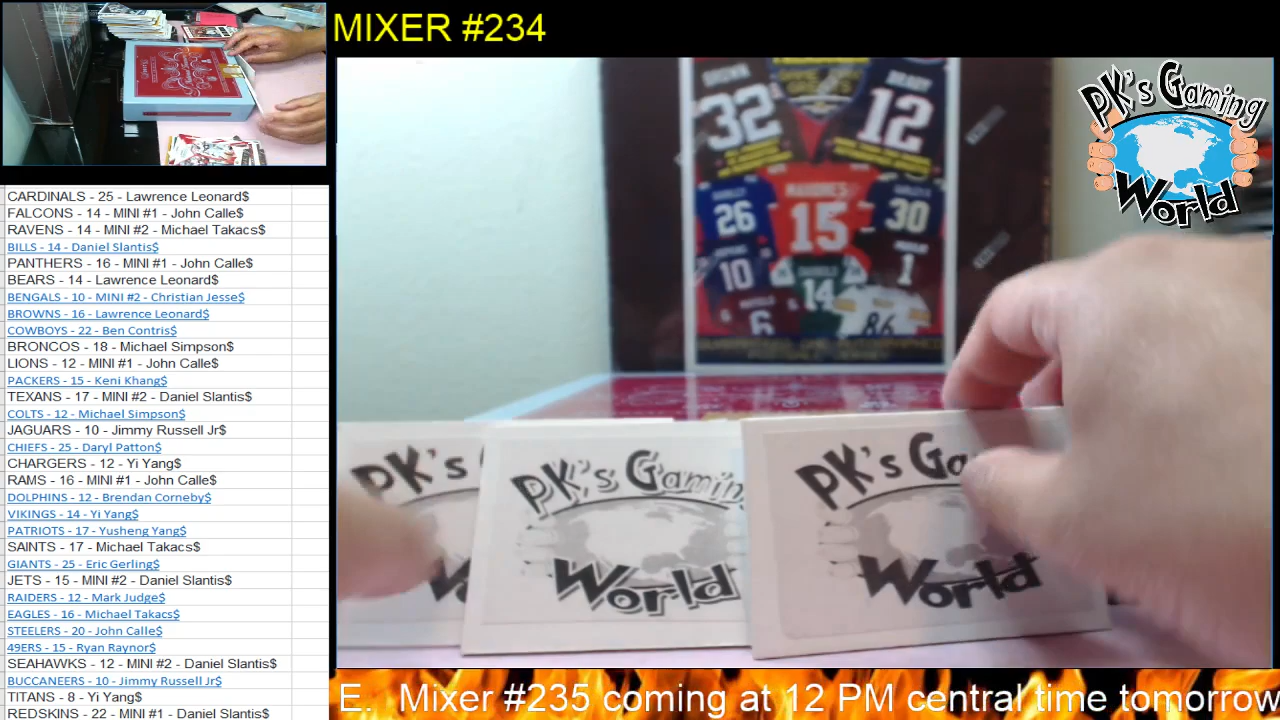 MIXER #234
PK's Gaming
World
CARDINALS - 25 - Lawrence Leonard$
FALCONS - 14 - MINI #1 - John Calle$
RAVENS - 14 - MINI #2 - Michael Takacs$
BILLS - 14 - Daniel Slantis$
PANTHERS - 16 - MINI #1 - John Calle$
BEARS - 14 - Lawrence Leonard$
BENGALS - 10 - MINI #2 - Christian Jesse$
BROWNS - 16 - Lawrence Leonard$
COWBOYS - 22 - Ben Contris$
BRONCOS - 18 - Michael Simpson$
LIONS - 12 - MINI #1 - John Calle$
PACKERS - 15 - Keni Khang$
TEXANS - 17 - MINI #2 - Daniel Slantis$
COLTS - 12 - Michael Simpson$
JAGUARS - 10 - Jimmy Russell Jr$
CHIEFS - 25 - Daryl Patton$
CHARGERS - 12 - Yi Yang$
RAMS - 16 - MINI #1 - John Calle$
DOLPHINS - 12 - Brendan Corneby$
VIKINGS - 14 - Yi Yang$
PATRIOTS - 17 - Yusheng Yang$
SAINTS - 17 - Michael Takacs$
GIANTS - 25 - Eric Gerling$
JETS - 15 - MINI #2 - Daniel Slantis$
RAIDERS - 12 - Mark Judge$
EAGLES - 16 - Michael Takacs$
STEELERS - 20 - John Calle$
49ERS - 15 - Ryan Raynor$
SEAHAWKS - 12 - MINI #2 - Daniel Slantis$
BUCCANEERS - 10 - Jimmy Russell Jr$
TITANS - 8 - Yi Yang$
REDSKINS - 22 - MINI #1 - Daniel Slantis$
BROWN 32
BRADY 12
26
MAHOMES 15
30
10
14
1
6
86
PK's
PK's Gamin
World
PK's Ga
World
E. Mixer #235 coming at 12 PM central time tomorrow